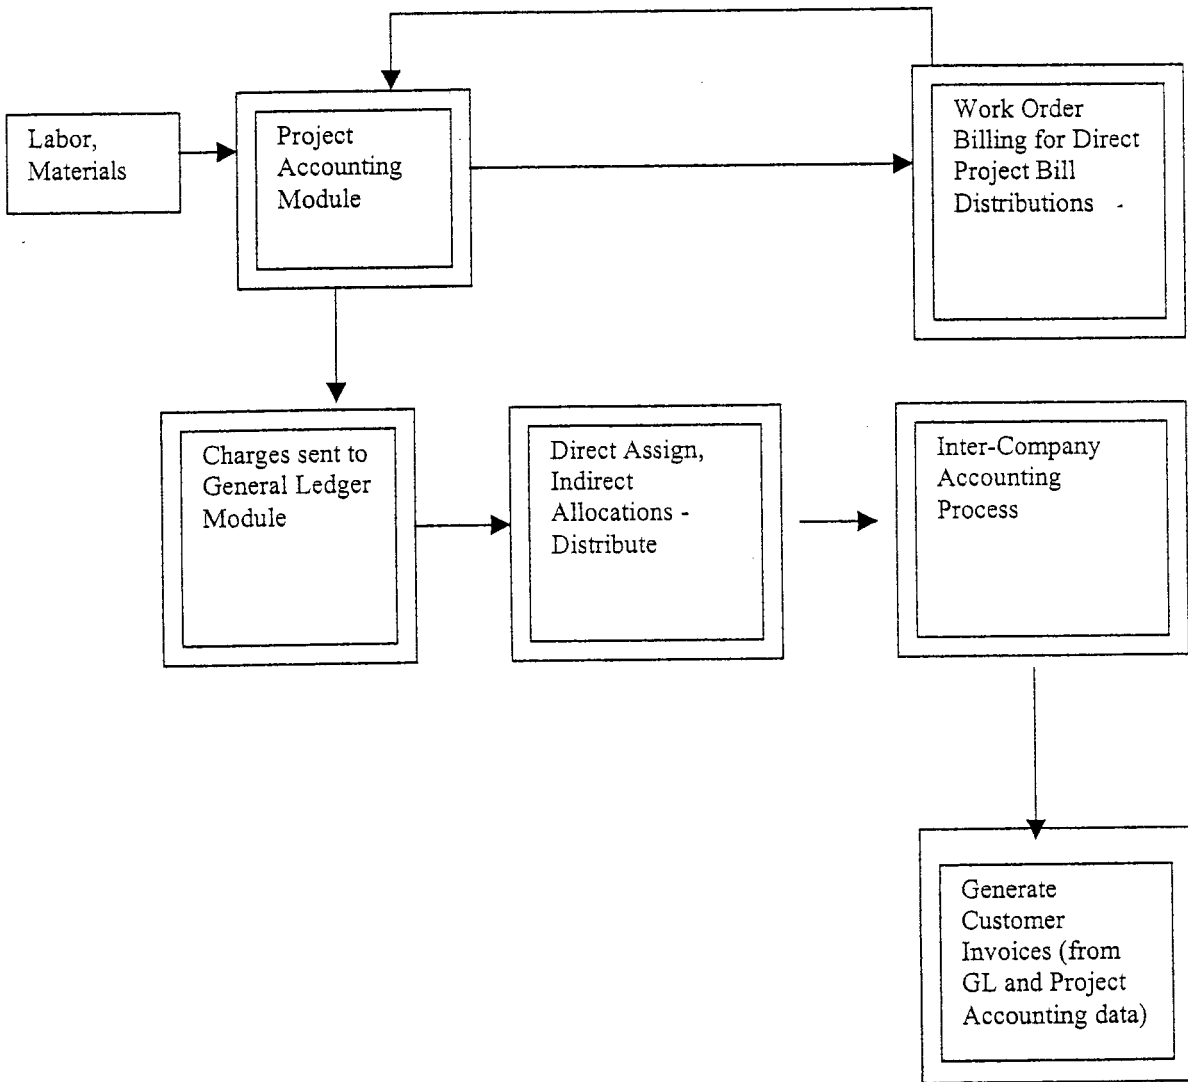 Labor,
Materials
Project
Accounting
Module
Work Order
Billing for Direct
Project Bill
Distributions
Charges sent to
General Ledger
Module
Direct Assign,
Indirect
Allocations -
Distribute
Inter-Company
Accounting
Process
Generate
Customer
Invoices (from
GL and Project
Accounting data)